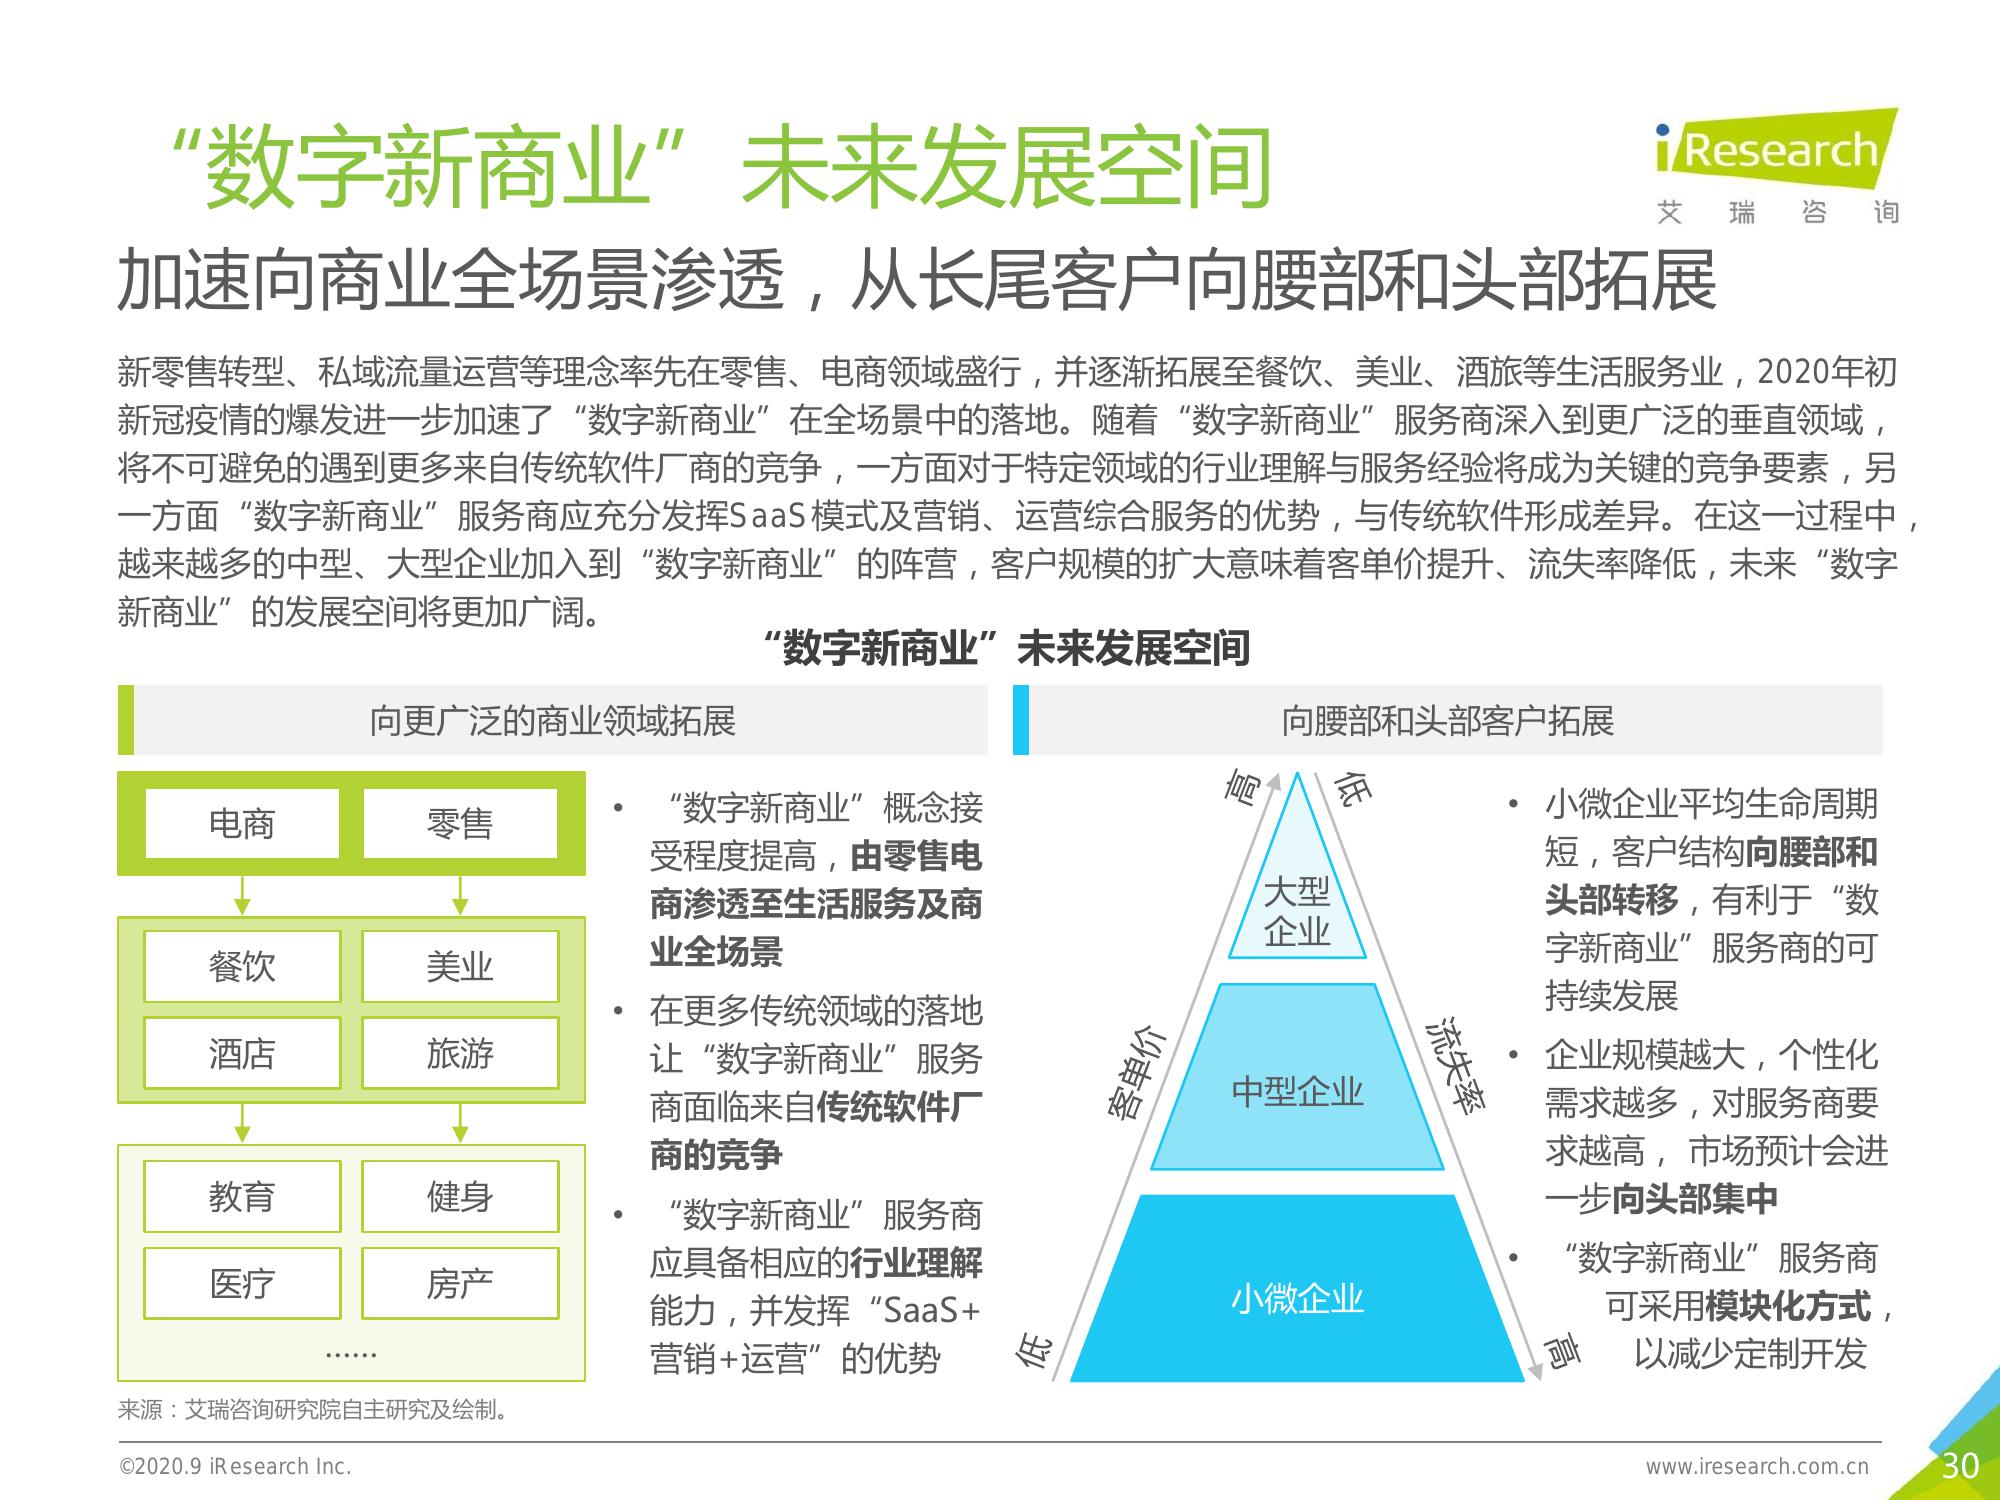 “数字新商业”未来发展空间
iResearch
艾瑞咨询
加速向商业全场景渗透，从长尾客户向腰部和头部拓展
新零售转型、私域流量运营等理念率先在零售、电商领域盛行，并逐渐拓展至餐饮、美业、酒旅等生活服务业，2020年初
新冠疫情的爆发进一步加速了“数字新商业”在全场景中的落地。随着“数字新商业”服务商深入到更广泛的垂直领域，
将不可避免的遇到更多来自传统软件厂商的竞争，一方面对于特定领域的行业理解与服务经验将成为关键的竞争要素，另
一方面“数字新商业”服务商应充分发挥SaaS模式及营销、运营综合服务的优势，与传统软件形成差异。在这一过程中，
越来越多的中型、大型企业加入到“数字新商业”的阵营，客户规模的扩大意味着客单价提升、流失率降低，未来“数字
新商业”的发展空间将更加广阔。
“数字新商业”未来发展空间
向更广泛的商业领域拓展
电商
零售
餐饮
美业
酒店
旅游
教育
健身
医疗
房产
……
• “数字新商业”概念接
受程度提高，由零售电
商渗透至生活服务及商
业全场景
• 在更多传统领域的落地
让“数字新商业”服务
商面临来自传统软件厂
商的竞争
• “数字新商业”服务商
应具备相应的行业理解
能力，并发挥“SaaS+
营销+运营”的优势
向腰部和头部客户拓展
高
低
大型
企业
客单价
流失率
中型企业
小微企业
低
高
• 小微企业平均生命周期
短，客户结构向腰部和
头部转移，有利于“数
字新商业”服务商的可
持续发展
• 企业规模越大，个性化
需求越多，对服务商要
求越高，市场预计会进
一步向头部集中
• “数字新商业”服务商
可采用模块化方式，
以减少定制开发
来源：艾瑞咨询研究院自主研究及绘制。
©2020.9 iResearch Inc.
www.iresearch.com.cn
30